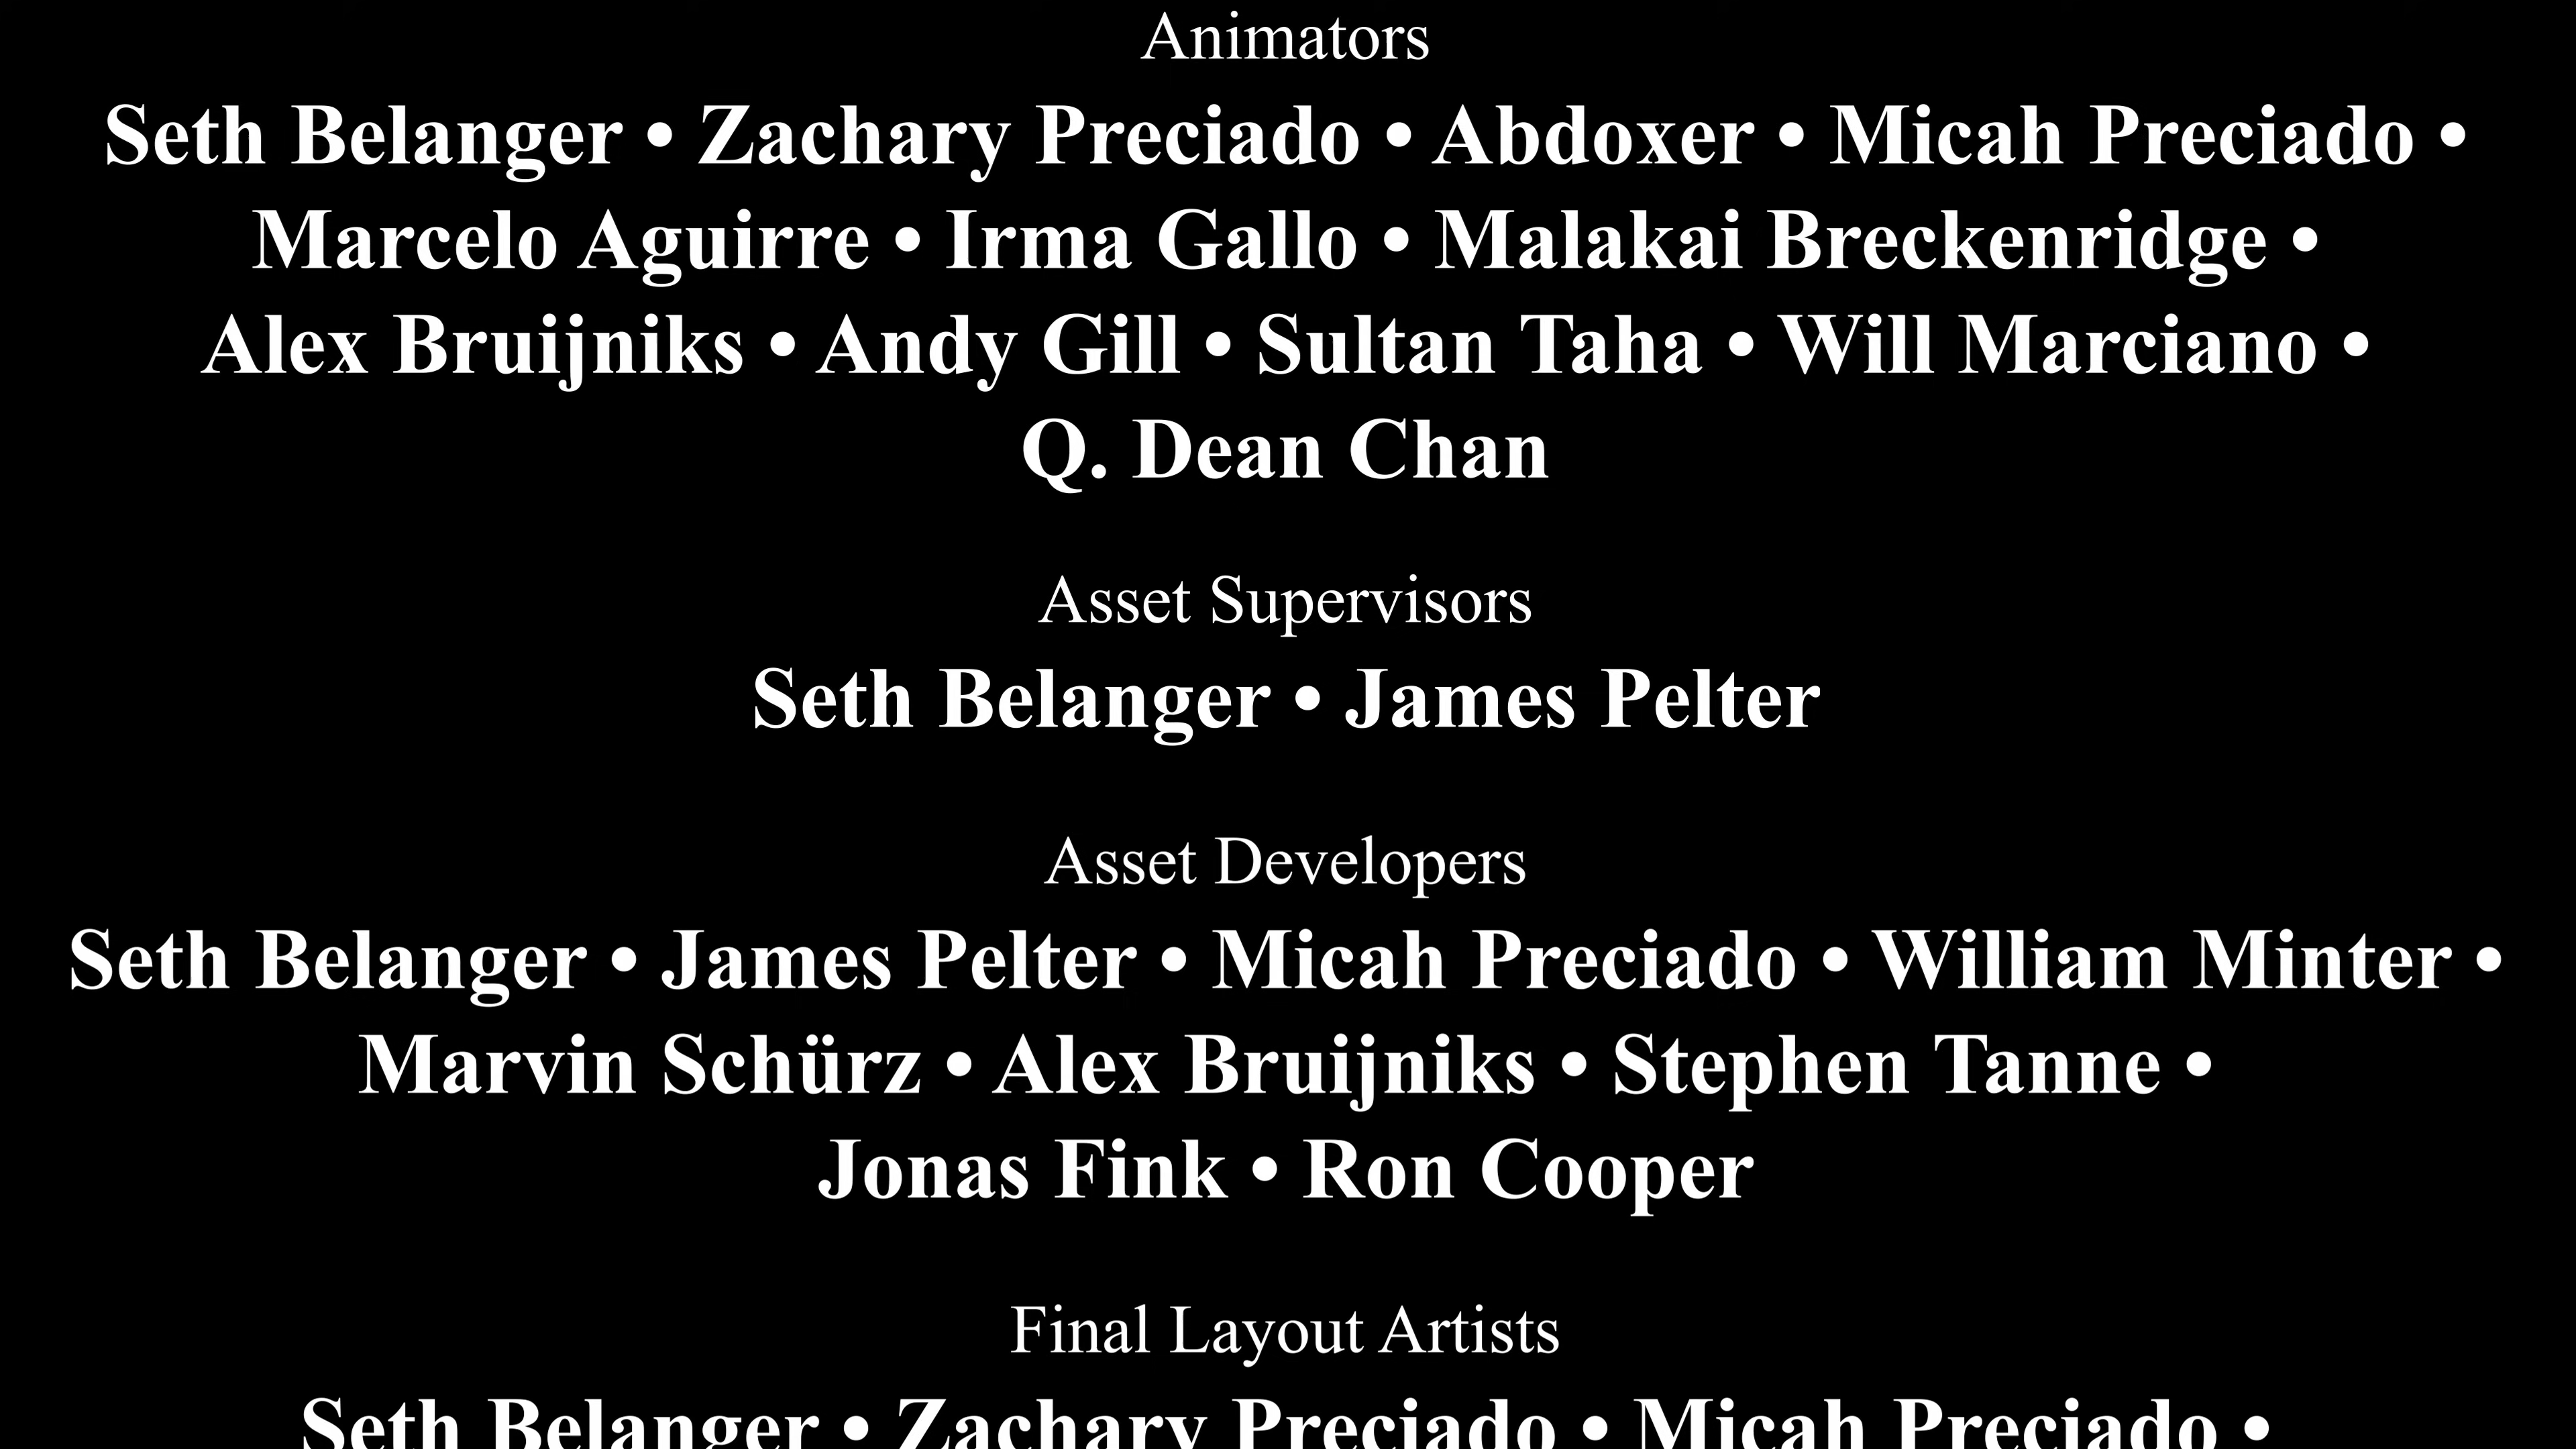 Animators
Seth Belanger • Zachary Preciado • Abdoxer • Micah Preciado •
Marcelo Aguirre • Irma Gallo • Malakai Breckenridge •
Alex Bruijniks • Andy Gill • Sultan Taha • Will Marciano •
Q. Dean Chan
Asset Supervisors
Seth Belanger • James Pelter
Asset Developers
Seth Belanger • James Pelter • Micah Preciado • William Minter •
Marvin Schürz • Alex Bruijniks • Stephen Tanne •
Jonas Fink • Ron Cooper
Final Layout Artists
Seth Belanger • Zachary Preciado • Micah Preciado •